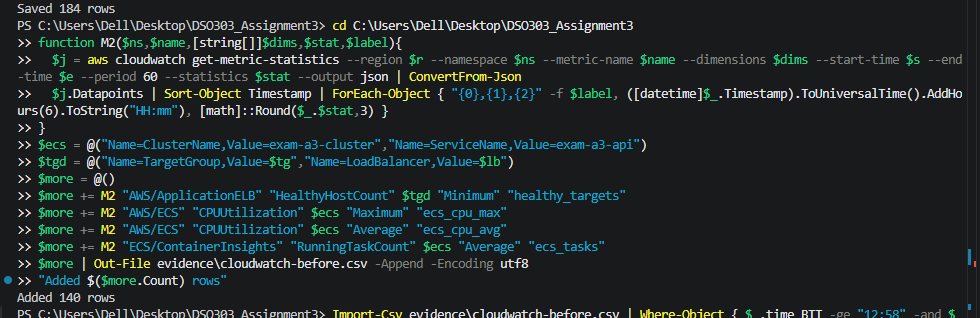 Saved 184 rows
PS C:\Users\Dell\Desktop\DSO303_Assignment3> cd C:\Users\Dell\Desktop\DSO303_Assignment3
>> function M2($ns,$name,[string[]]$dims,$stat,$label){
>>   $j = aws cloudwatch get-metric-statistics --region $r --namespace $ns --metric-name $name --dimensions $dims --start-time $s --end
-time $e --period 60 --statistics $stat --output json | ConvertFrom-Json
>>   $j.Datapoints | Sort-Object Timestamp | ForEach-Object { "{0},{1},{2}" -f $label, ([datetime]$_.Timestamp).ToUniversalTime().AddHo
urs(6).ToString("HH:mm"), [math]::Round($_.$stat,3) }
>> }
>> $ecs = @("Name=ClusterName,Value=exam-a3-cluster","Name=ServiceName,Value=exam-a3-api")
>> $tgd = @("Name=TargetGroup,Value=$tg","Name=LoadBalancer,Value=$lb")
>> $more = @()
>> $more += M2 "AWS/ApplicationELB" "HealthyHostCount" $tgd "Minimum" "healthy_targets"
>> $more += M2 "AWS/ECS" "CPUUtilization" $ecs "Maximum" "ecs_cpu_max"
>> $more += M2 "AWS/ECS" "CPUUtilization" $ecs "Average" "ecs_cpu_avg"
>> $more += M2 "ECS/ContainerInsights" "RunningTaskCount" $ecs "Average" "ecs_tasks"
>> $more | Out-File evidence\cloudwatch-before.csv -Append -Encoding utf8
>> "Added $($more.Count) rows"
Added 140 rows
PS C:\Users\Dell\Desktop\DSO303_Assignment3> Import-Csv evidence\cloudwatch-before.csv | Where-Object { $_.time_BTT -ge "12:58" -and $_